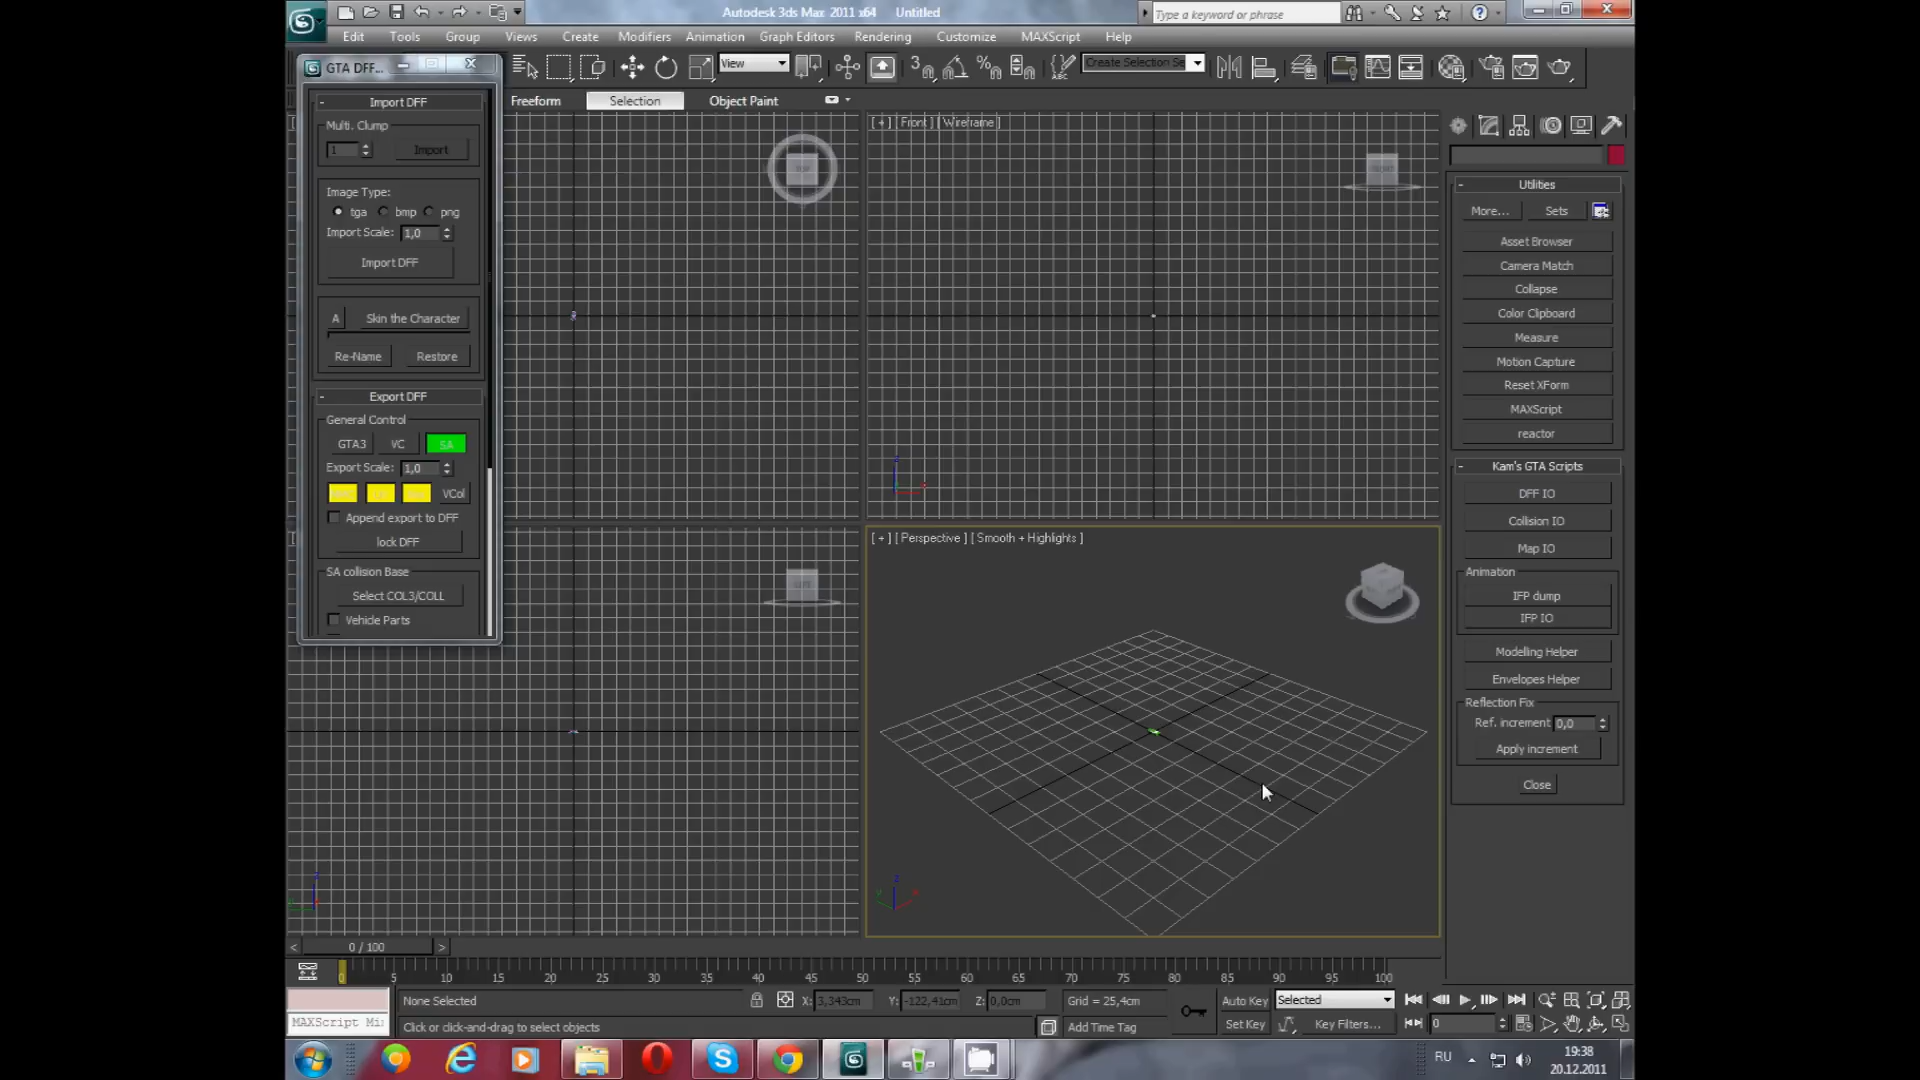 Autodesk 3ds Max 2011 x64 Untitled
Type a keyword or phrase
Edit Tools Group Views Create Modifiers Animation Graph Editors Rendering Customize MAXScript Help
View
Create Selection Se
Freeform Selection Object Paint
GTA DFF...
Import DFF
Multi. Clump
1 Import
Image Type:
tga bmp png
Import Scale: 1,0
Import DFF
A Skin the Character
Re-Name Restore
Export DFF
General Control
GTA3 VC SA
Export Scale: 1,0
VCol
Append export to DFF
lock DFF
SA collision Base
Select COL3/COLL
Vehicle Parts
[ + ] [ Front ] [ Wireframe ]
[ + ] [ Perspective ] [ Smooth + Highlights ]
Utilities
More... Sets
Asset Browser
Camera Match
Collapse
Color Clipboard
Measure
Motion Capture
Reset XForm
MAXScript
reactor
Kam's GTA Scripts
DFF IO
Collision IO
Map IO
Animation
IFP dump
IFP IO
Modelling Helper
Envelopes Helper
Reflection Fix
Ref. increment 0,0
Apply increment
Close
< 0 / 100 >
0 5 10 15 20 25 30 35 40 45 50 55 60 65 70 75 80 85 90 95 100
None Selected X: 3,343cm Y: -122,41cm Z: 0,0cm Grid = 25,4cm Auto Key Selected
MAXScript Mi Click or click-and-drag to select objects Add Time Tag Set Key Key Filters... 0
RU 19:38
20.12.2011